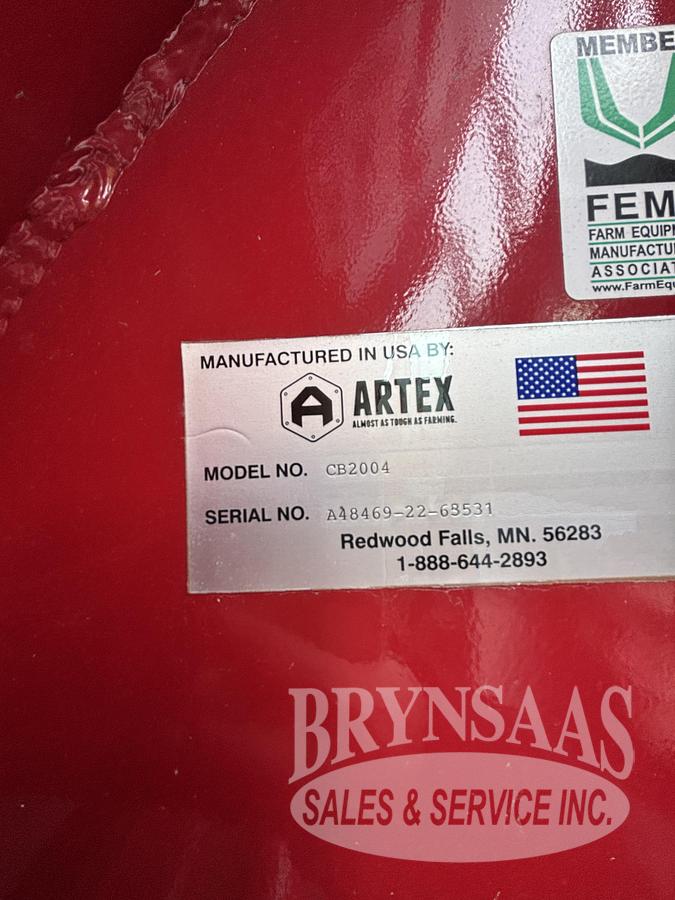 MEMBE
FEM
FARM EQUIPM
MANUFACTU
ASSOCIAT
www.FarmEqu
MANUFACTURED IN USA BY:
A ARTEX
ALMOST AS TOUGH AS FARMING.
MODEL NO. CB2004
SERIAL NO. A48469-22-63531
Redwood Falls, MN. 56283
1-888-644-2893
BRYNSAAS
SALES & SERVICE INC.